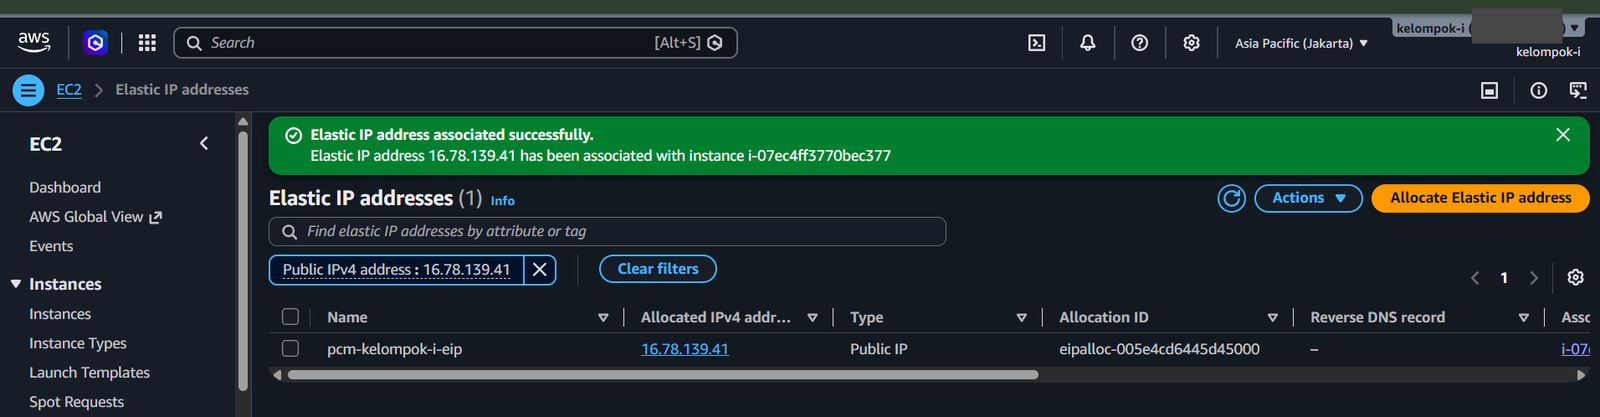 aws
Search [Alt+S]
Asia Pacific (Jakarta)
kelompok-i (
)
kelompok-i
EC2 Elastic IP addresses
EC2
Dashboard
AWS Global View
Events
Instances
Instances
Instance Types
Launch Templates
Spot Requests
Elastic IP address associated successfully.
Elastic IP address 16.78.139.41 has been associated with instance i-07ec4ff3770bec377
Elastic IP addresses (1) Info
Actions
Allocate Elastic IP address
Find elastic IP addresses by attribute or tag
Public IPv4 address : 16.78.139.41
Clear filters
1
Name Allocated IPv4 addr... Type Allocation ID Reverse DNS record Asso
pcm-kelompok-i-eip 16.78.139.41 Public IP eipalloc-005e4cd6445d45000 – i-07e